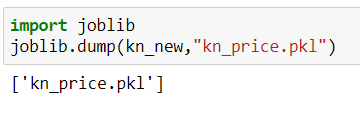 import joblib
joblib.dump(kn_new,"kn_price.pkl")
['kn_price.pkl']